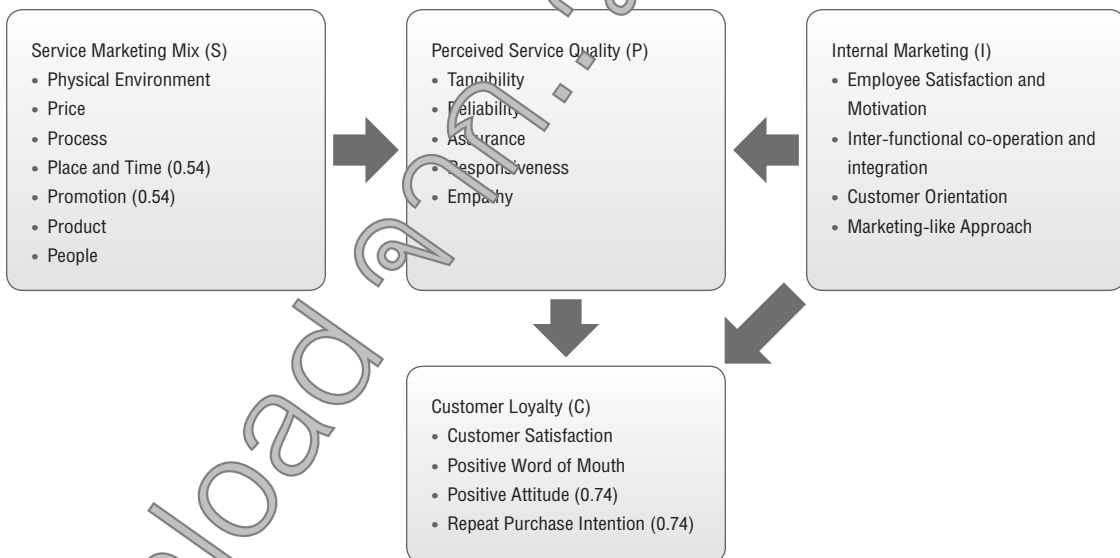 Service Marketing Mix (S)
• Physical Environment
• Price
• Process
• Place and Time (0.54)
• Promotion (0.54)
• Product
• People
Perceived Service Quality (P)
• Tangibility
• Reliability
• Assurance
• Responsiveness
• Empathy
Internal Marketing (I)
• Employee Satisfaction and
Motivation
• Inter-functional co-operation and
integration
• Customer Orientation
• Marketing-like Approach
Customer Loyalty (C)
• Customer Satisfaction
• Positive Word of Mouth
• Positive Attitude (0.74)
• Repeat Purchase Intention (0.74)